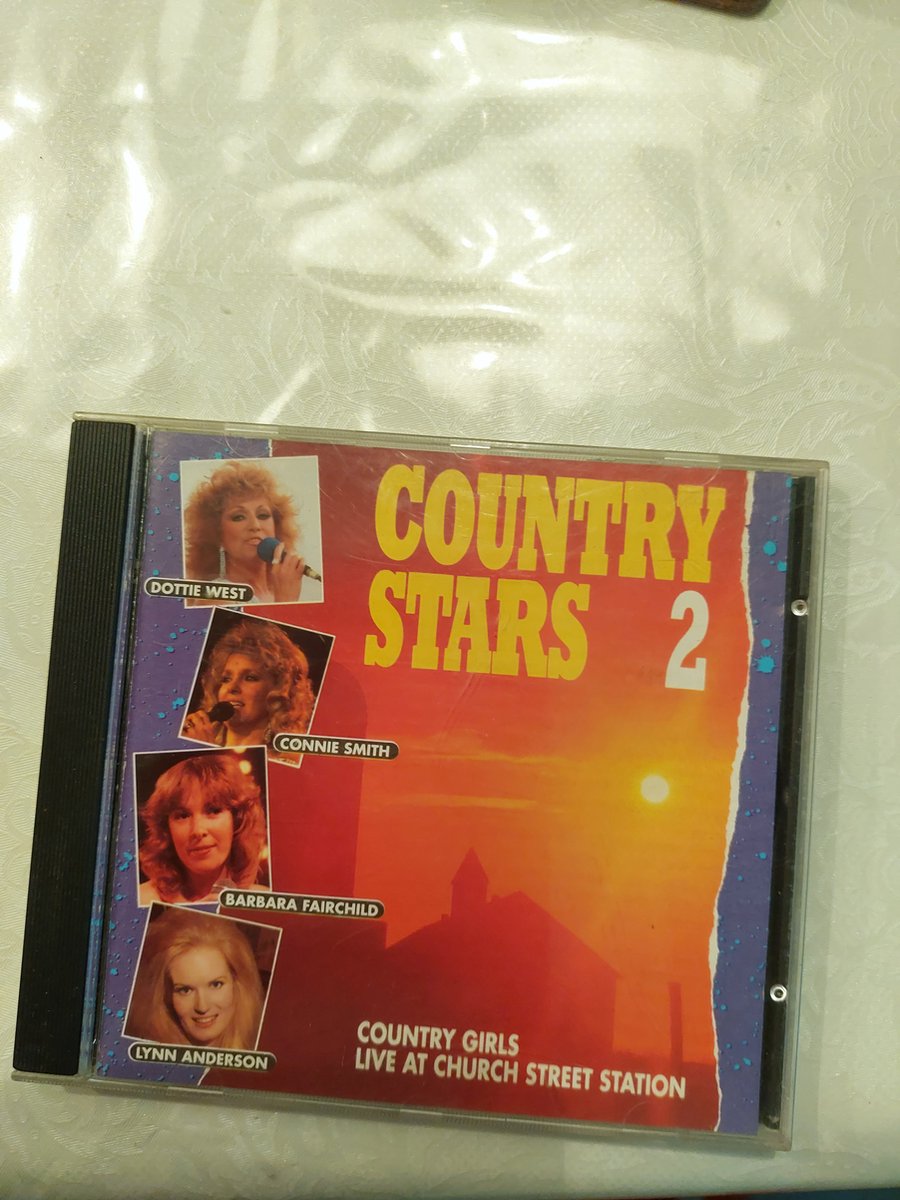 COUNTRY
STARS 2
DOTTIE WEST
CONNIE SMITH
BARBARA FAIRCHILD
LYNN ANDERSON
COUNTRY GIRLS
LIVE AT CHURCH STREET STATION